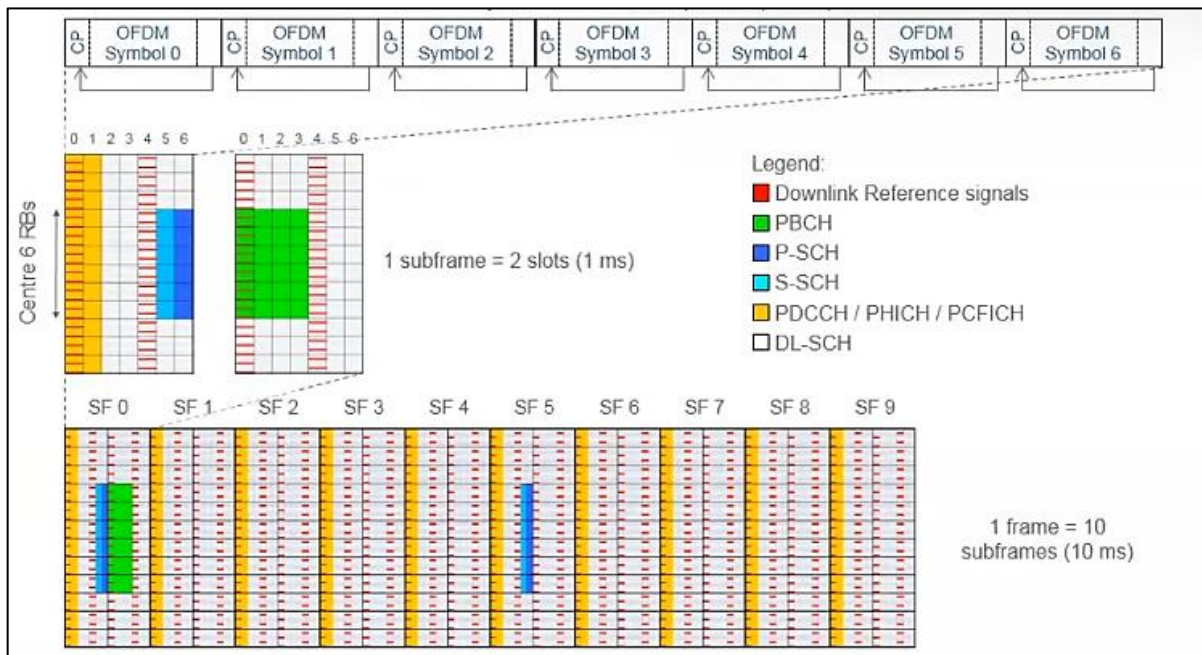 CP OFDM Symbol 0 CP OFDM Symbol 1 CP OFDM Symbol 2 CP OFDM Symbol 3 CP OFDM Symbol 4 CP OFDM Symbol 5 CP OFDM Symbol 6
0 1 2 3 4 5 6 0 1 2 3 4 5 6
Centre 6 RBs
1 subframe = 2 slots (1 ms)
Legend:
Downlink Reference signals
PBCH
P-SCH
S-SCH
PDCCH / PHICH / PCFICH
DL-SCH
SF 0 SF 1 SF 2 SF 3 SF 4 SF 5 SF 6 SF 7 SF 8 SF 9
1 frame = 10
subframes (10 ms)